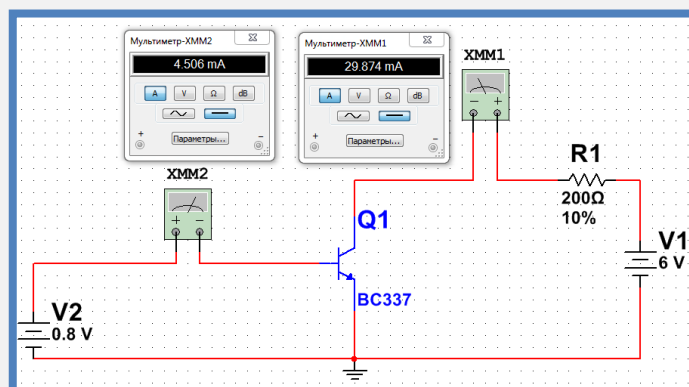 Мультиметр-XMM2
4.506 mA
A V Ω dB
Параметры...
+ −
Мультиметр-XMM1
29.874 mA
A V Ω dB
Параметры...
+ −
XMM1
− +
R1
200Ω
10%
XMM2
+ −
Q1
BC337
V1
6 V
V2
0.8 V